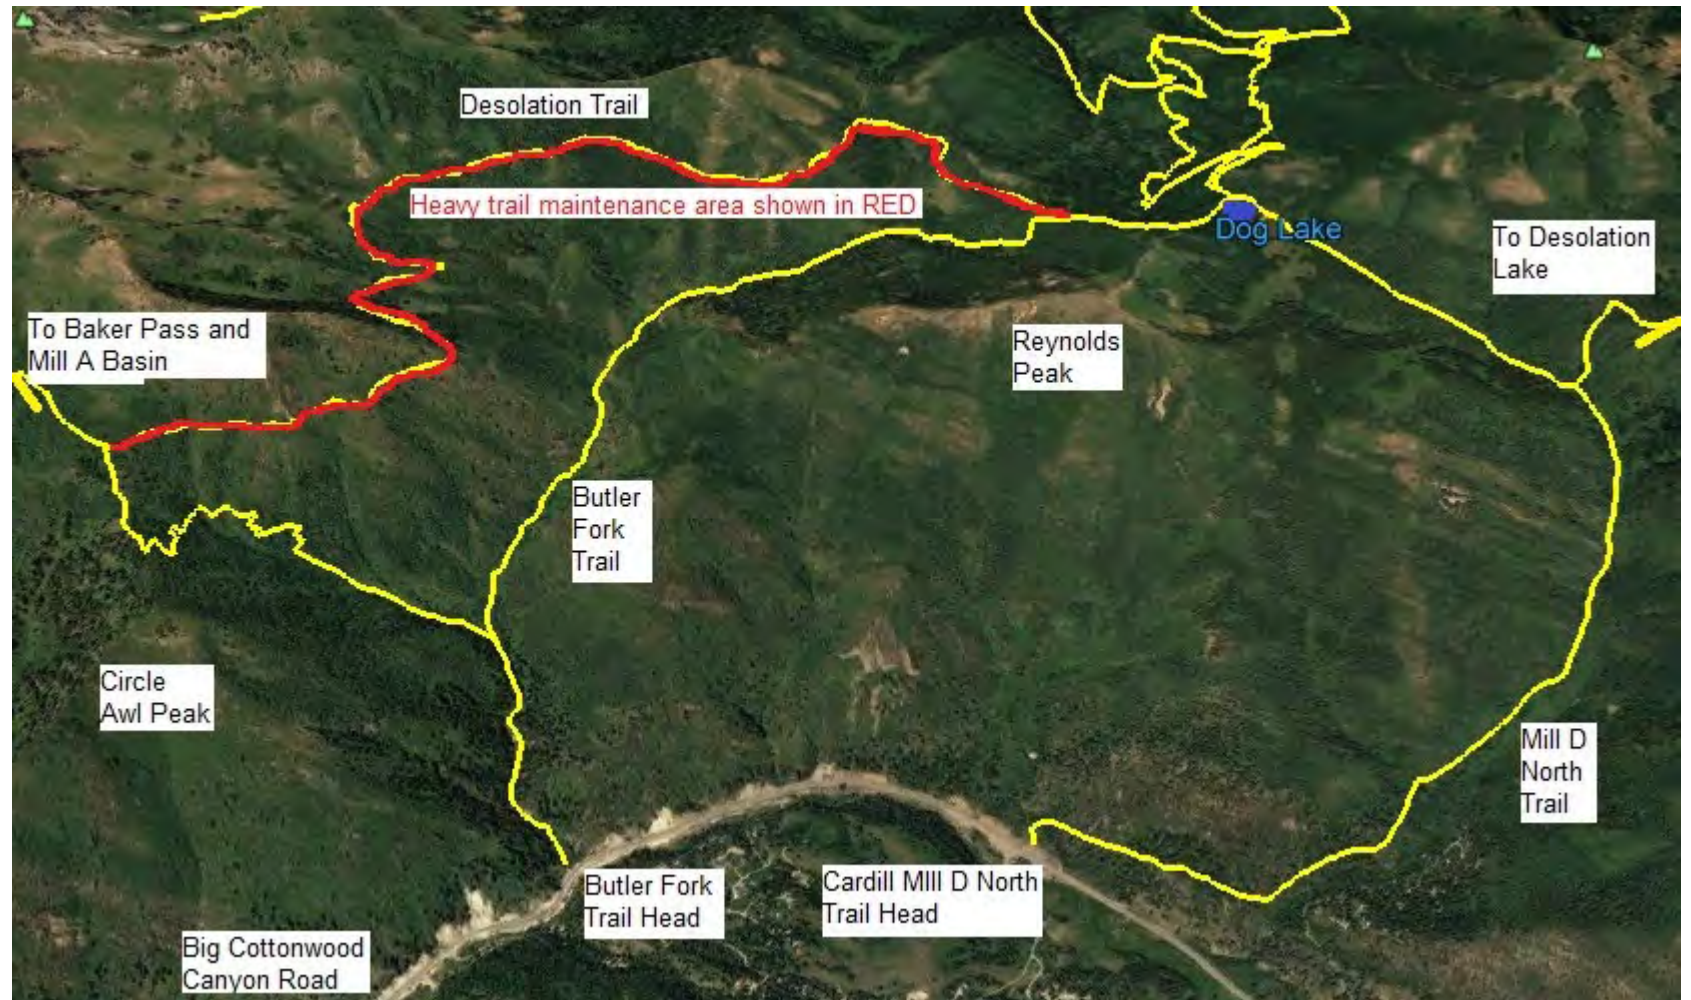 Desolation Trail
Heavy trail maintenance area shown in RED
Dog Lake
To Desolation
Lake
To Baker Pass and
Mill A Basin
Reynolds
Peak
Butler
Fork
Trail
Circle
Awl Peak
Mill D
North
Trail
Butler Fork
Trail Head
Cardill MIll D North
Trail Head
Big Cottonwood
Canyon Road